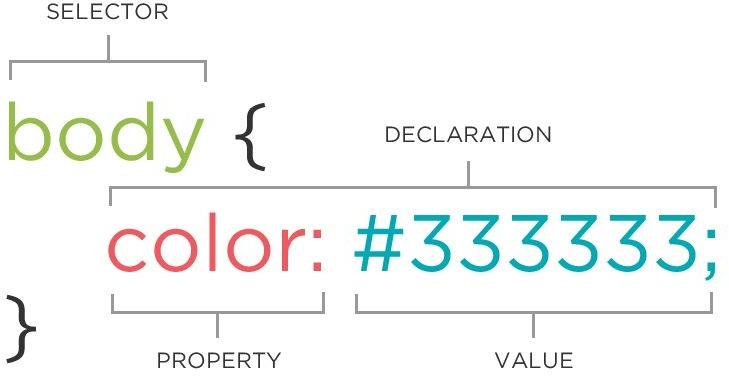 SELECTOR
body {
DECLARATION
color: #333333;
}
PROPERTY
VALUE